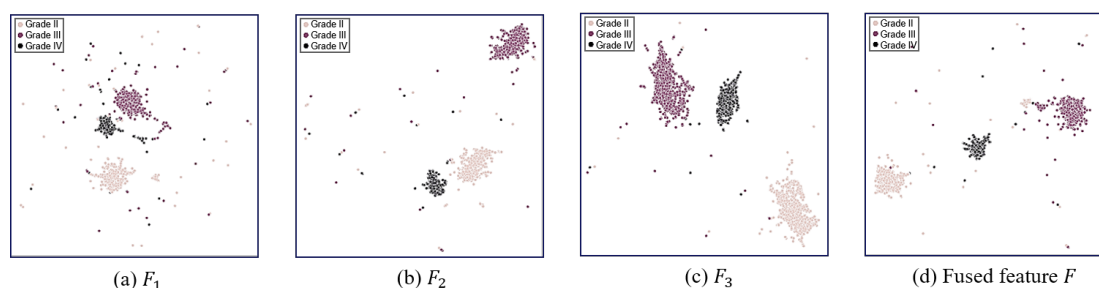 Grade II
Grade III
Grade IV
Grade II
Grade III
Grade IV
Grade II
Grade III
Grade IV
Grade II
Grade III
Grade IV
(a) F₁
(b) F₂
(c) F₃
(d) Fused feature F